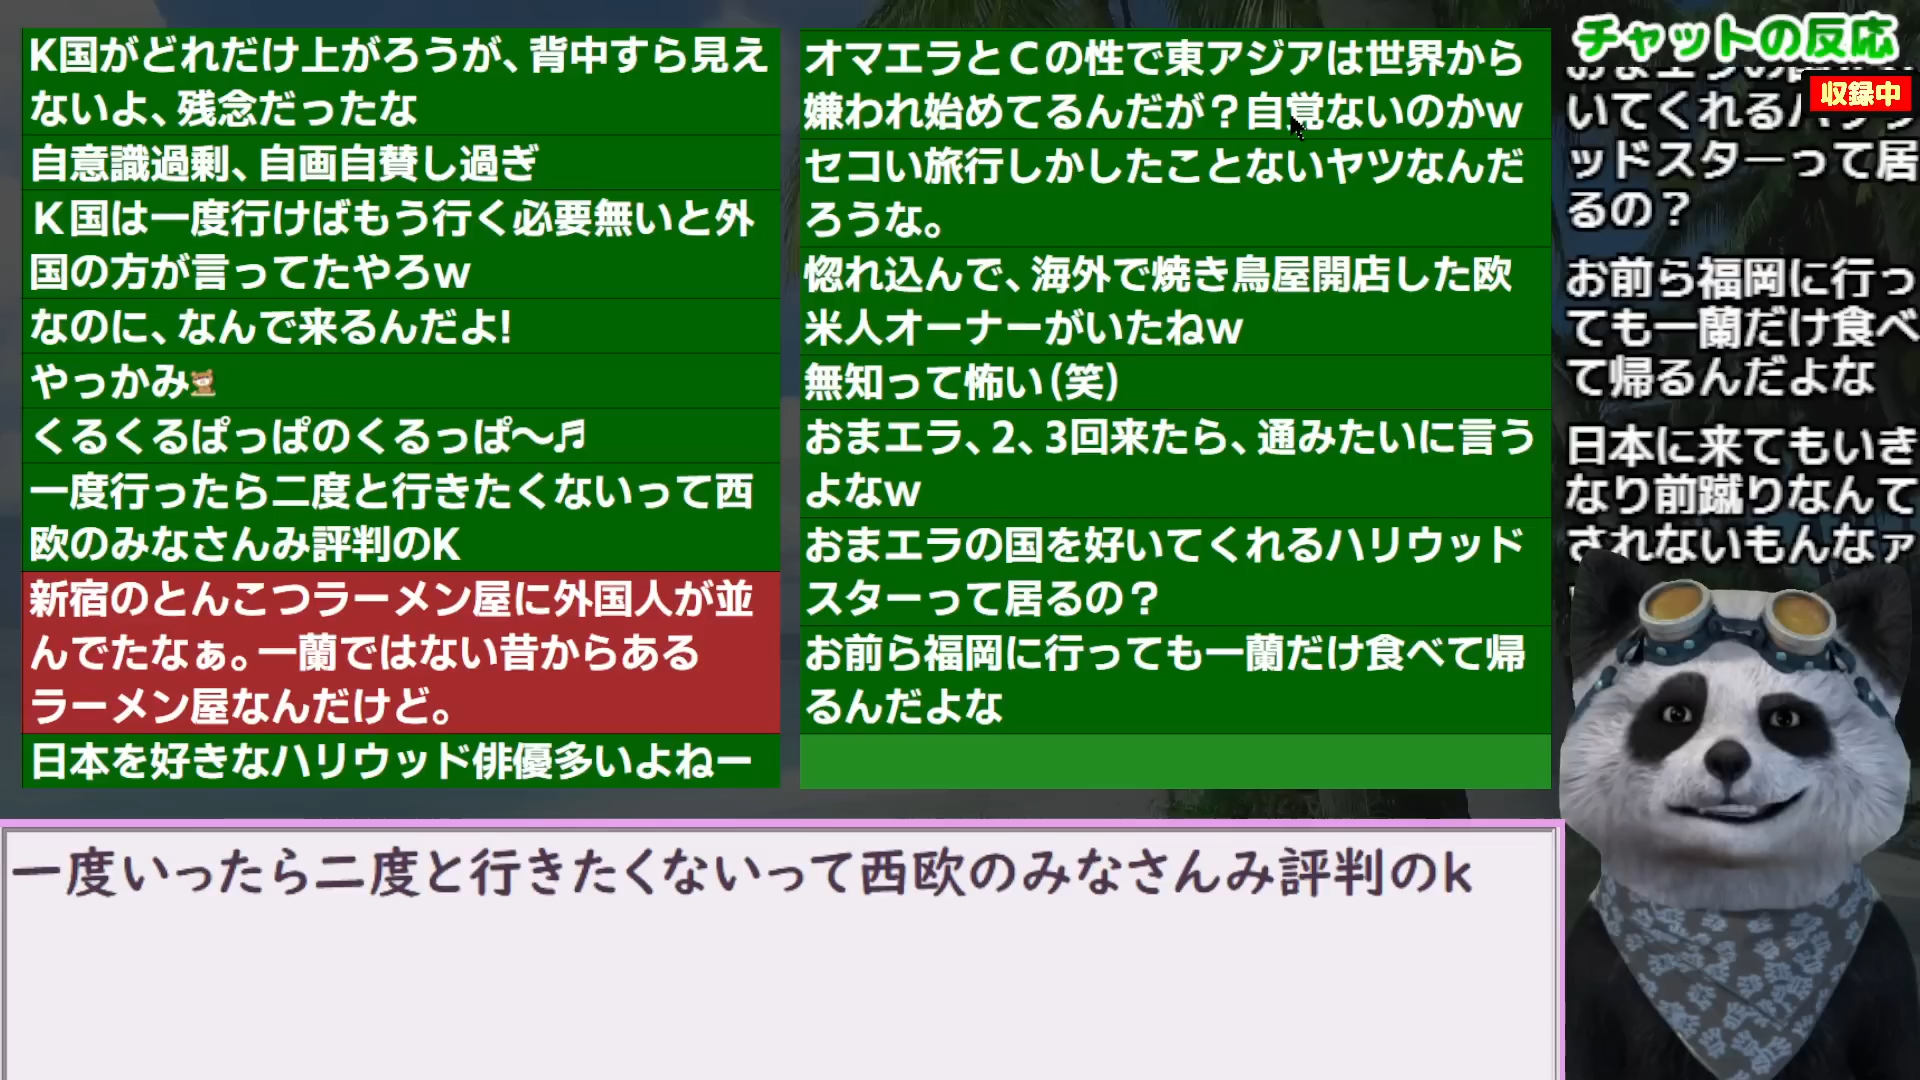 K国がどれだけ上がろうが、背中すら見え
ないよ、残念だったな
自意識過剰、自画自賛し過ぎ
K国は一度行けばもう行く必要無いと外
国の方が言ってたやろw
なのに、なんで来るんだよ!
やっかみ
くるくるぱっぱのくるっぱ〜♬
一度行ったら二度と行きたくないって西
欧のみなさんみ評判のK
新宿のとんこつラーメン屋に外国人が並
んでたなぁ。一蘭ではない昔からある
ラーメン屋なんだけど。
日本を好きなハリウッド俳優多いよねー
オマエラとCの性で東アジアは世界から
嫌われ始めてるんだが？自覚ないのかw
セコい旅行しかしたことないヤツなんだ
ろうな。
惚れ込んで、海外で焼き鳥屋開店した欧
米人オーナーがいたねw
無知って怖い(笑)
おまエラ、2、3回来たら、通みたいに言う
よなw
おまエラの国を好いてくれるハリウッド
スターって居るの？
お前ら福岡に行っても一蘭だけ食べて帰
るんだよな
チャットの反応
収録中
いてくれるハリウ
ッドスターって居
るの？
お前ら福岡に行っ
ても一蘭だけ食べ
て帰るんだよな
日本に来てもいき
なり前蹴りなんて
されないもんなァ
一度いったら二度と行きたくないって西欧のみなさんみ評判のk